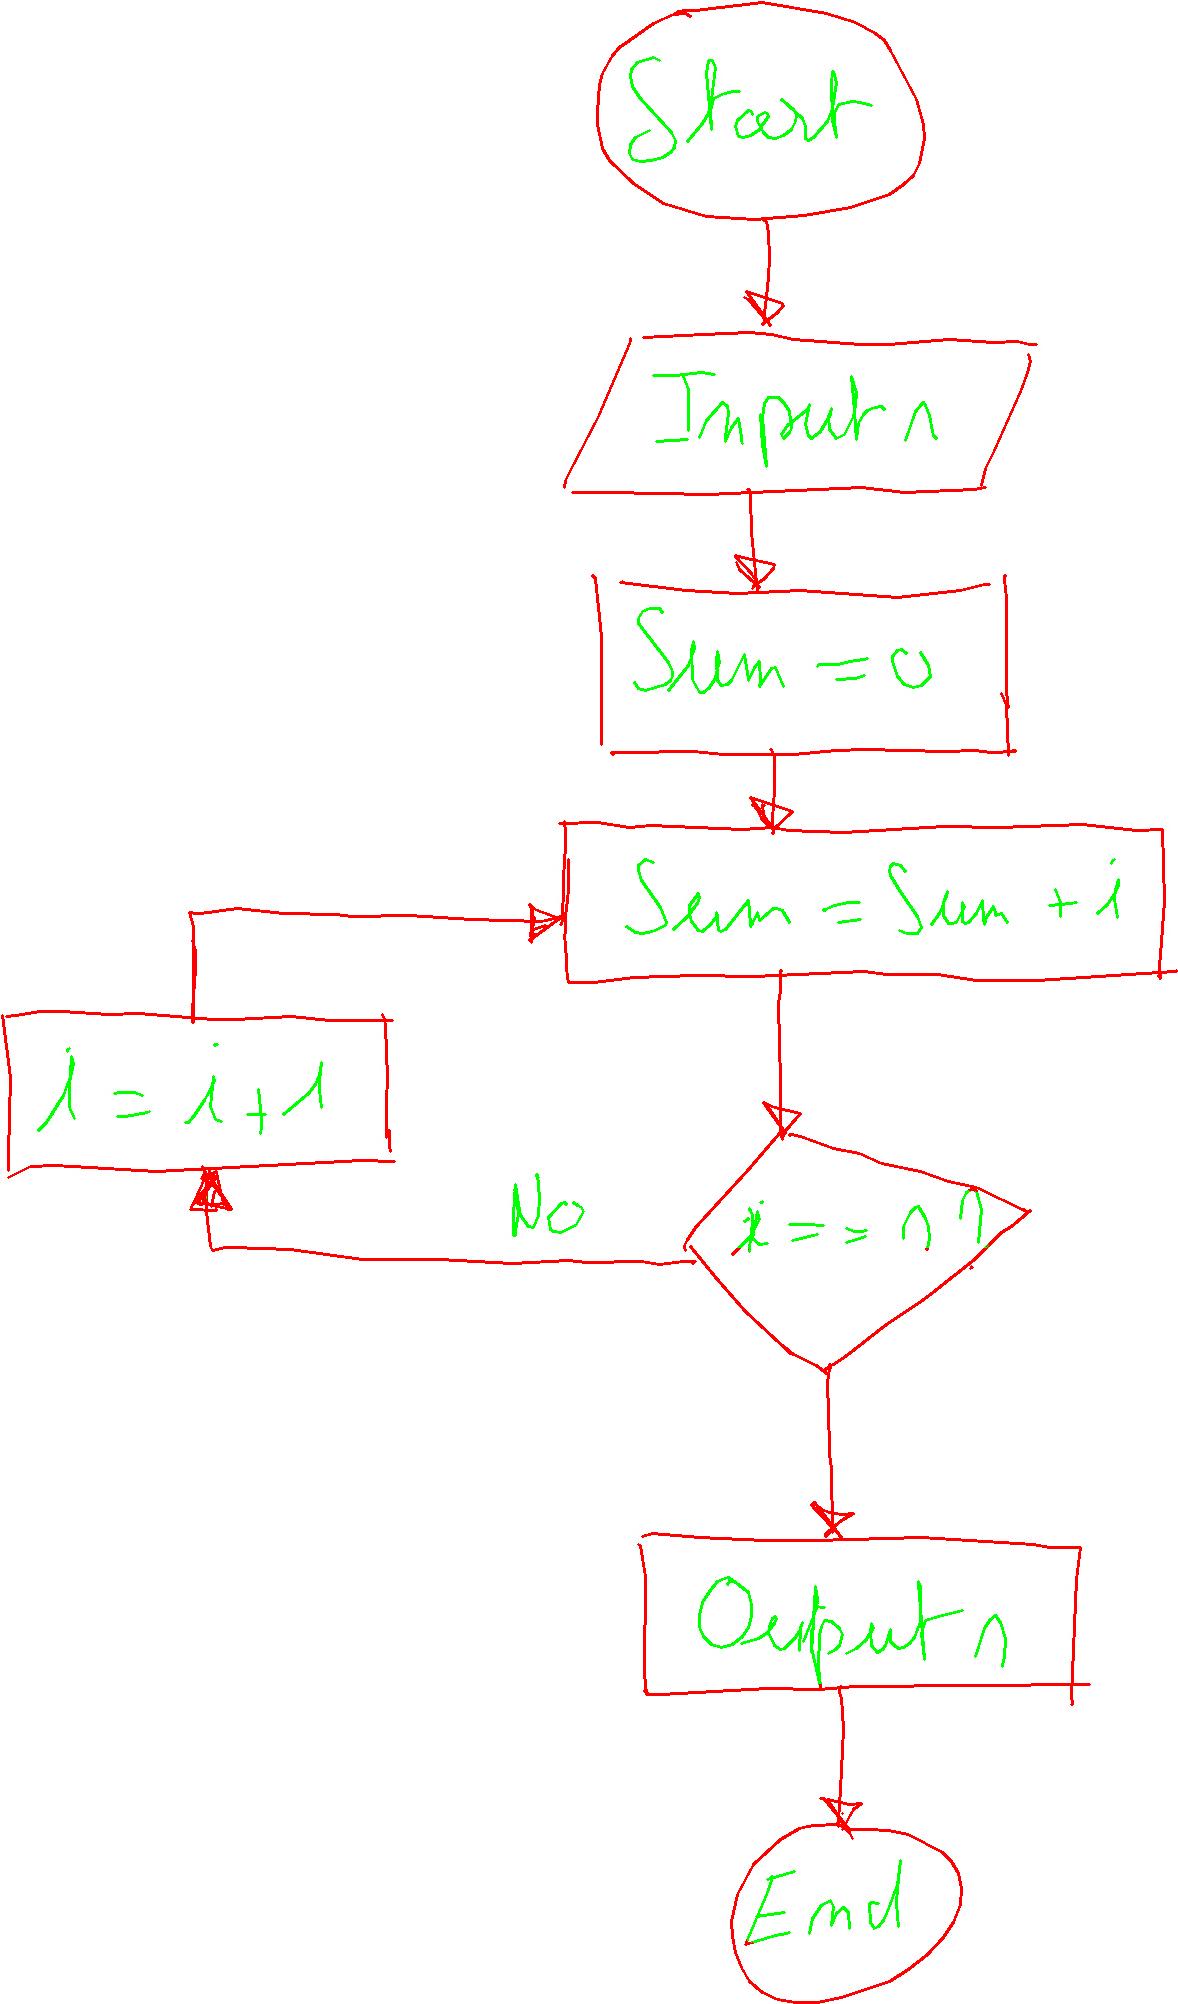 Start
Input n
Sum = 0
Sum = Sum + i
i = i + 1
No
i == n ?
Output n
End